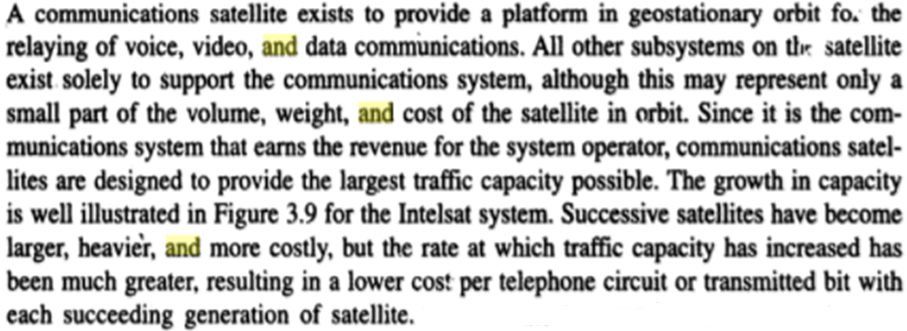 A communications satellite exists to provide a platform in geostationary orbit fo. the
relaying of voice, video, and data communications. All other subsystems on the satellite
exist solely to support the communications system, although this may represent only a
small part of the volume, weight, and cost of the satellite in orbit. Since it is the com-
munications system that earns the revenue for the system operator, communications satel-
lites are designed to provide the largest traffic capacity possible. The growth in capacity
is well illustrated in Figure 3.9 for the Intelsat system. Successive satellites have become
larger, heavier, and more costly, but the rate at which traffic capacity has increased has
been much greater, resulting in a lower cost per telephone circuit or transmitted bit with
each succeeding generation of satellite.